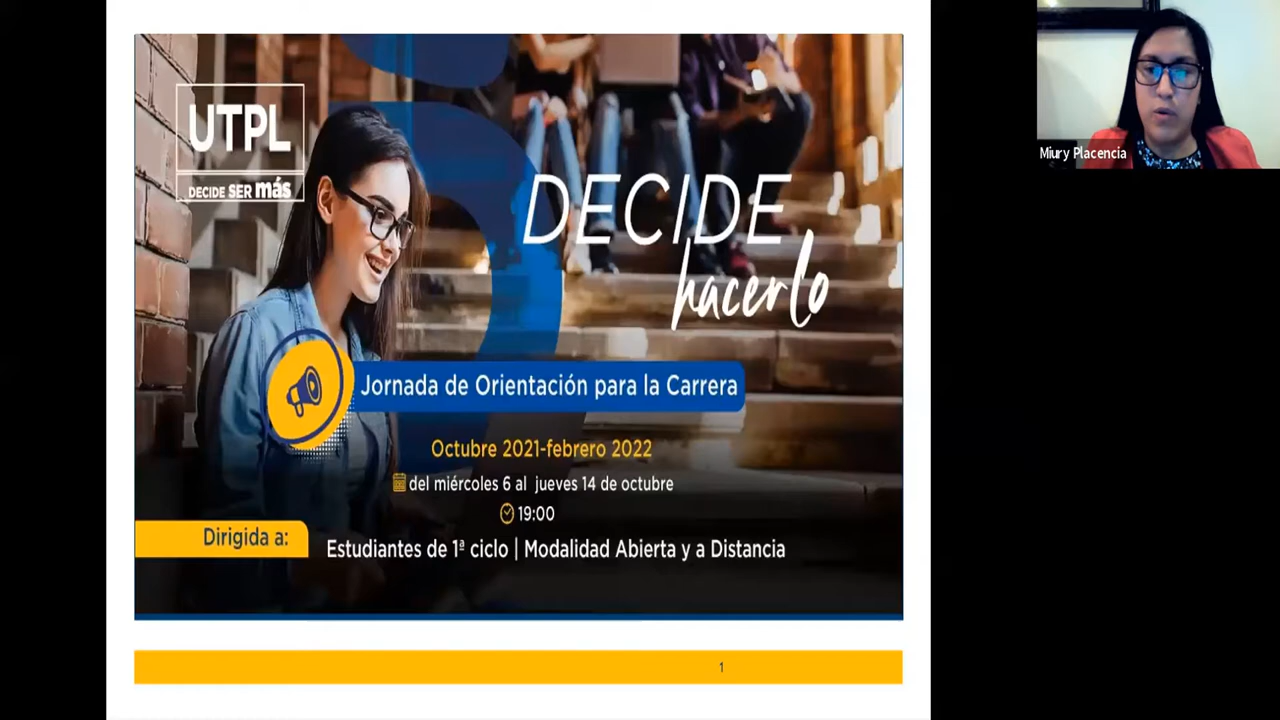 UTPL
DECIDE SER más
DECIDE
hacerlo
Jornada de Orientación para la Carrera
Octubre 2021-febrero 2022
del miércoles 6 al jueves 14 de octubre
19:00
Dirigida a:
Estudiantes de 1ª ciclo | Modalidad Abierta y a Distancia
1
Miury Placencia